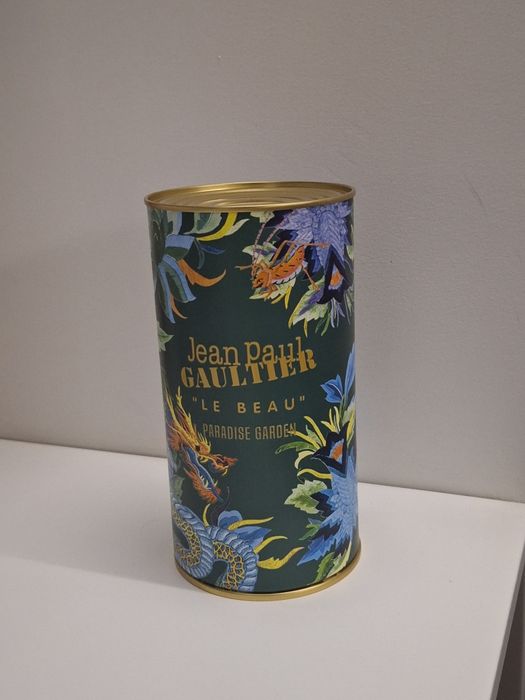 Jean Paul
GAULTIER
"LE BEAU"
PARADISE GARDEN